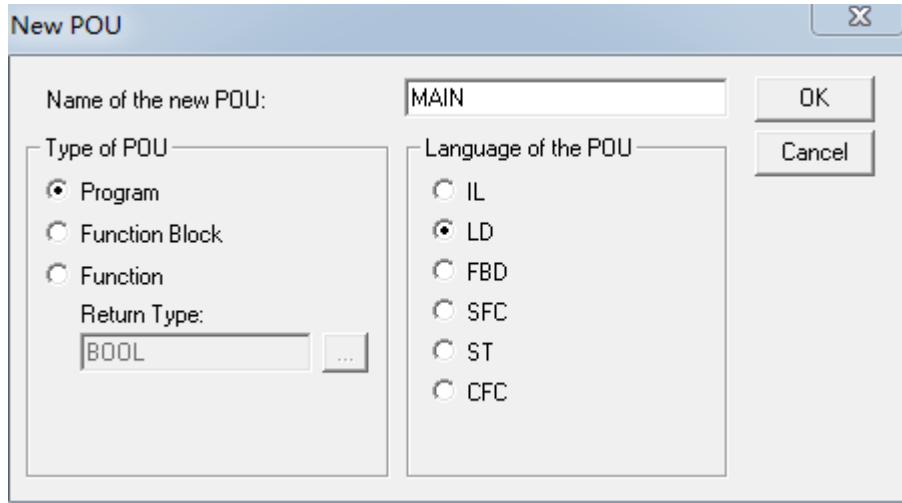 New POU
Name of the new POU: MAIN OK
Cancel
Type of POU
Program
Function Block
Function
Return Type:
BOOL ...
Language of the POU
IL
LD
FBD
SFC
ST
CFC